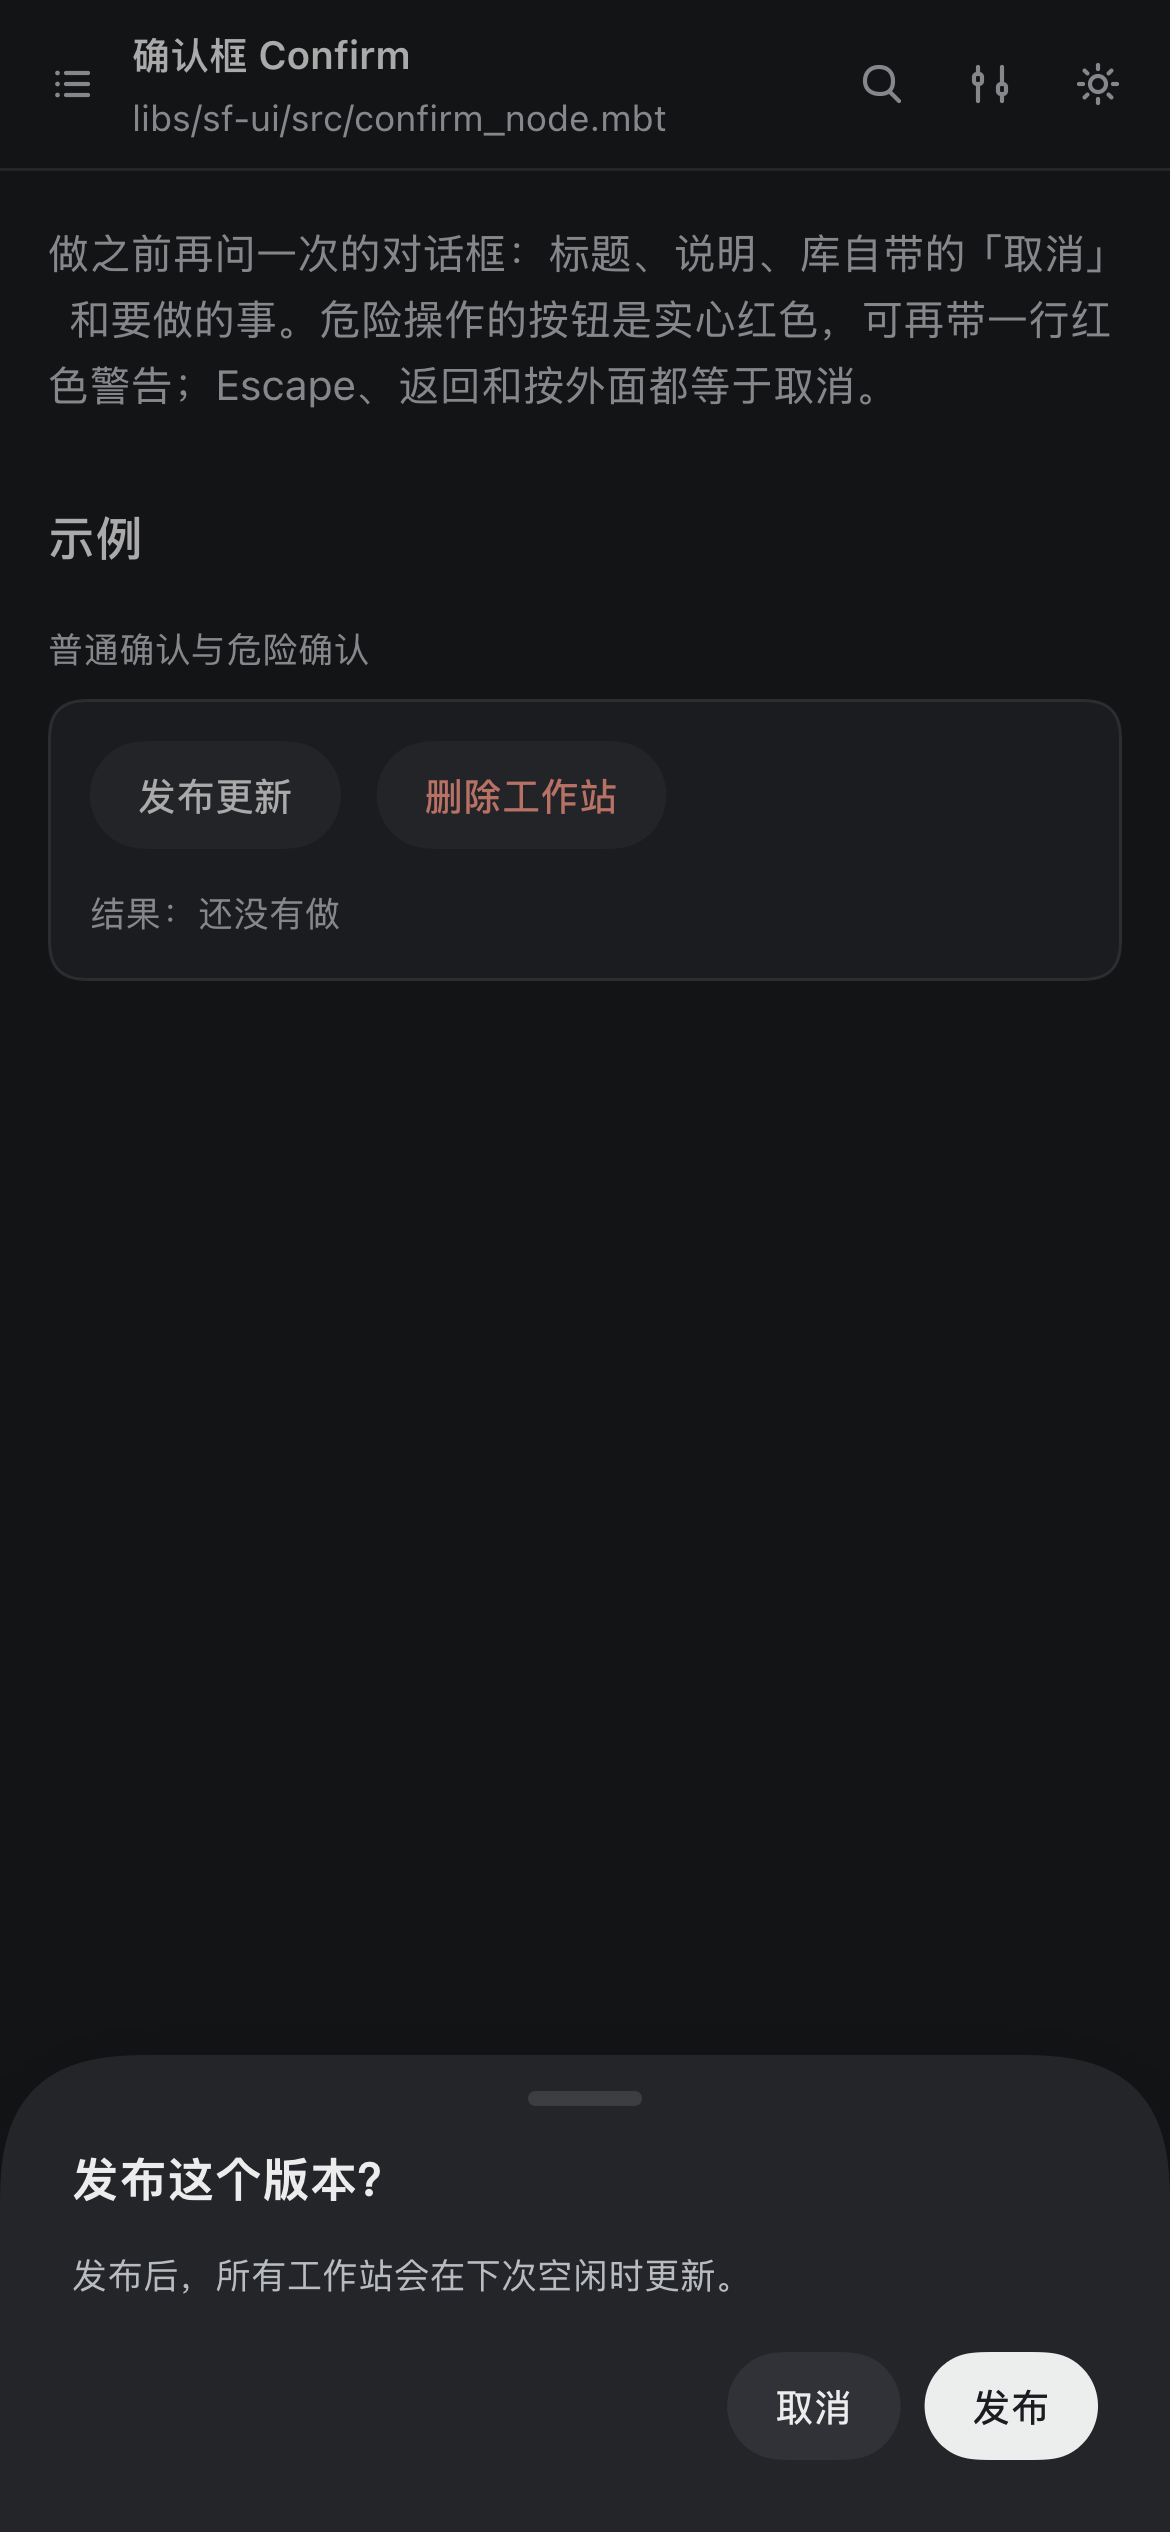 确认框 Confirm
libs/sf-ui/src/confirm_node.mbt
做之前再问一次的对话框：标题、说明、库自带的「取消」
和要做的事。危险操作的按钮是实心红色，可再带一行红
色警告；Escape、返回和按外面都等于取消。
示例
普通确认与危险确认
发布更新
删除工作站
结果：还没有做
发布这个版本?
发布后，所有工作站会在下次空闲时更新。
取消
发布